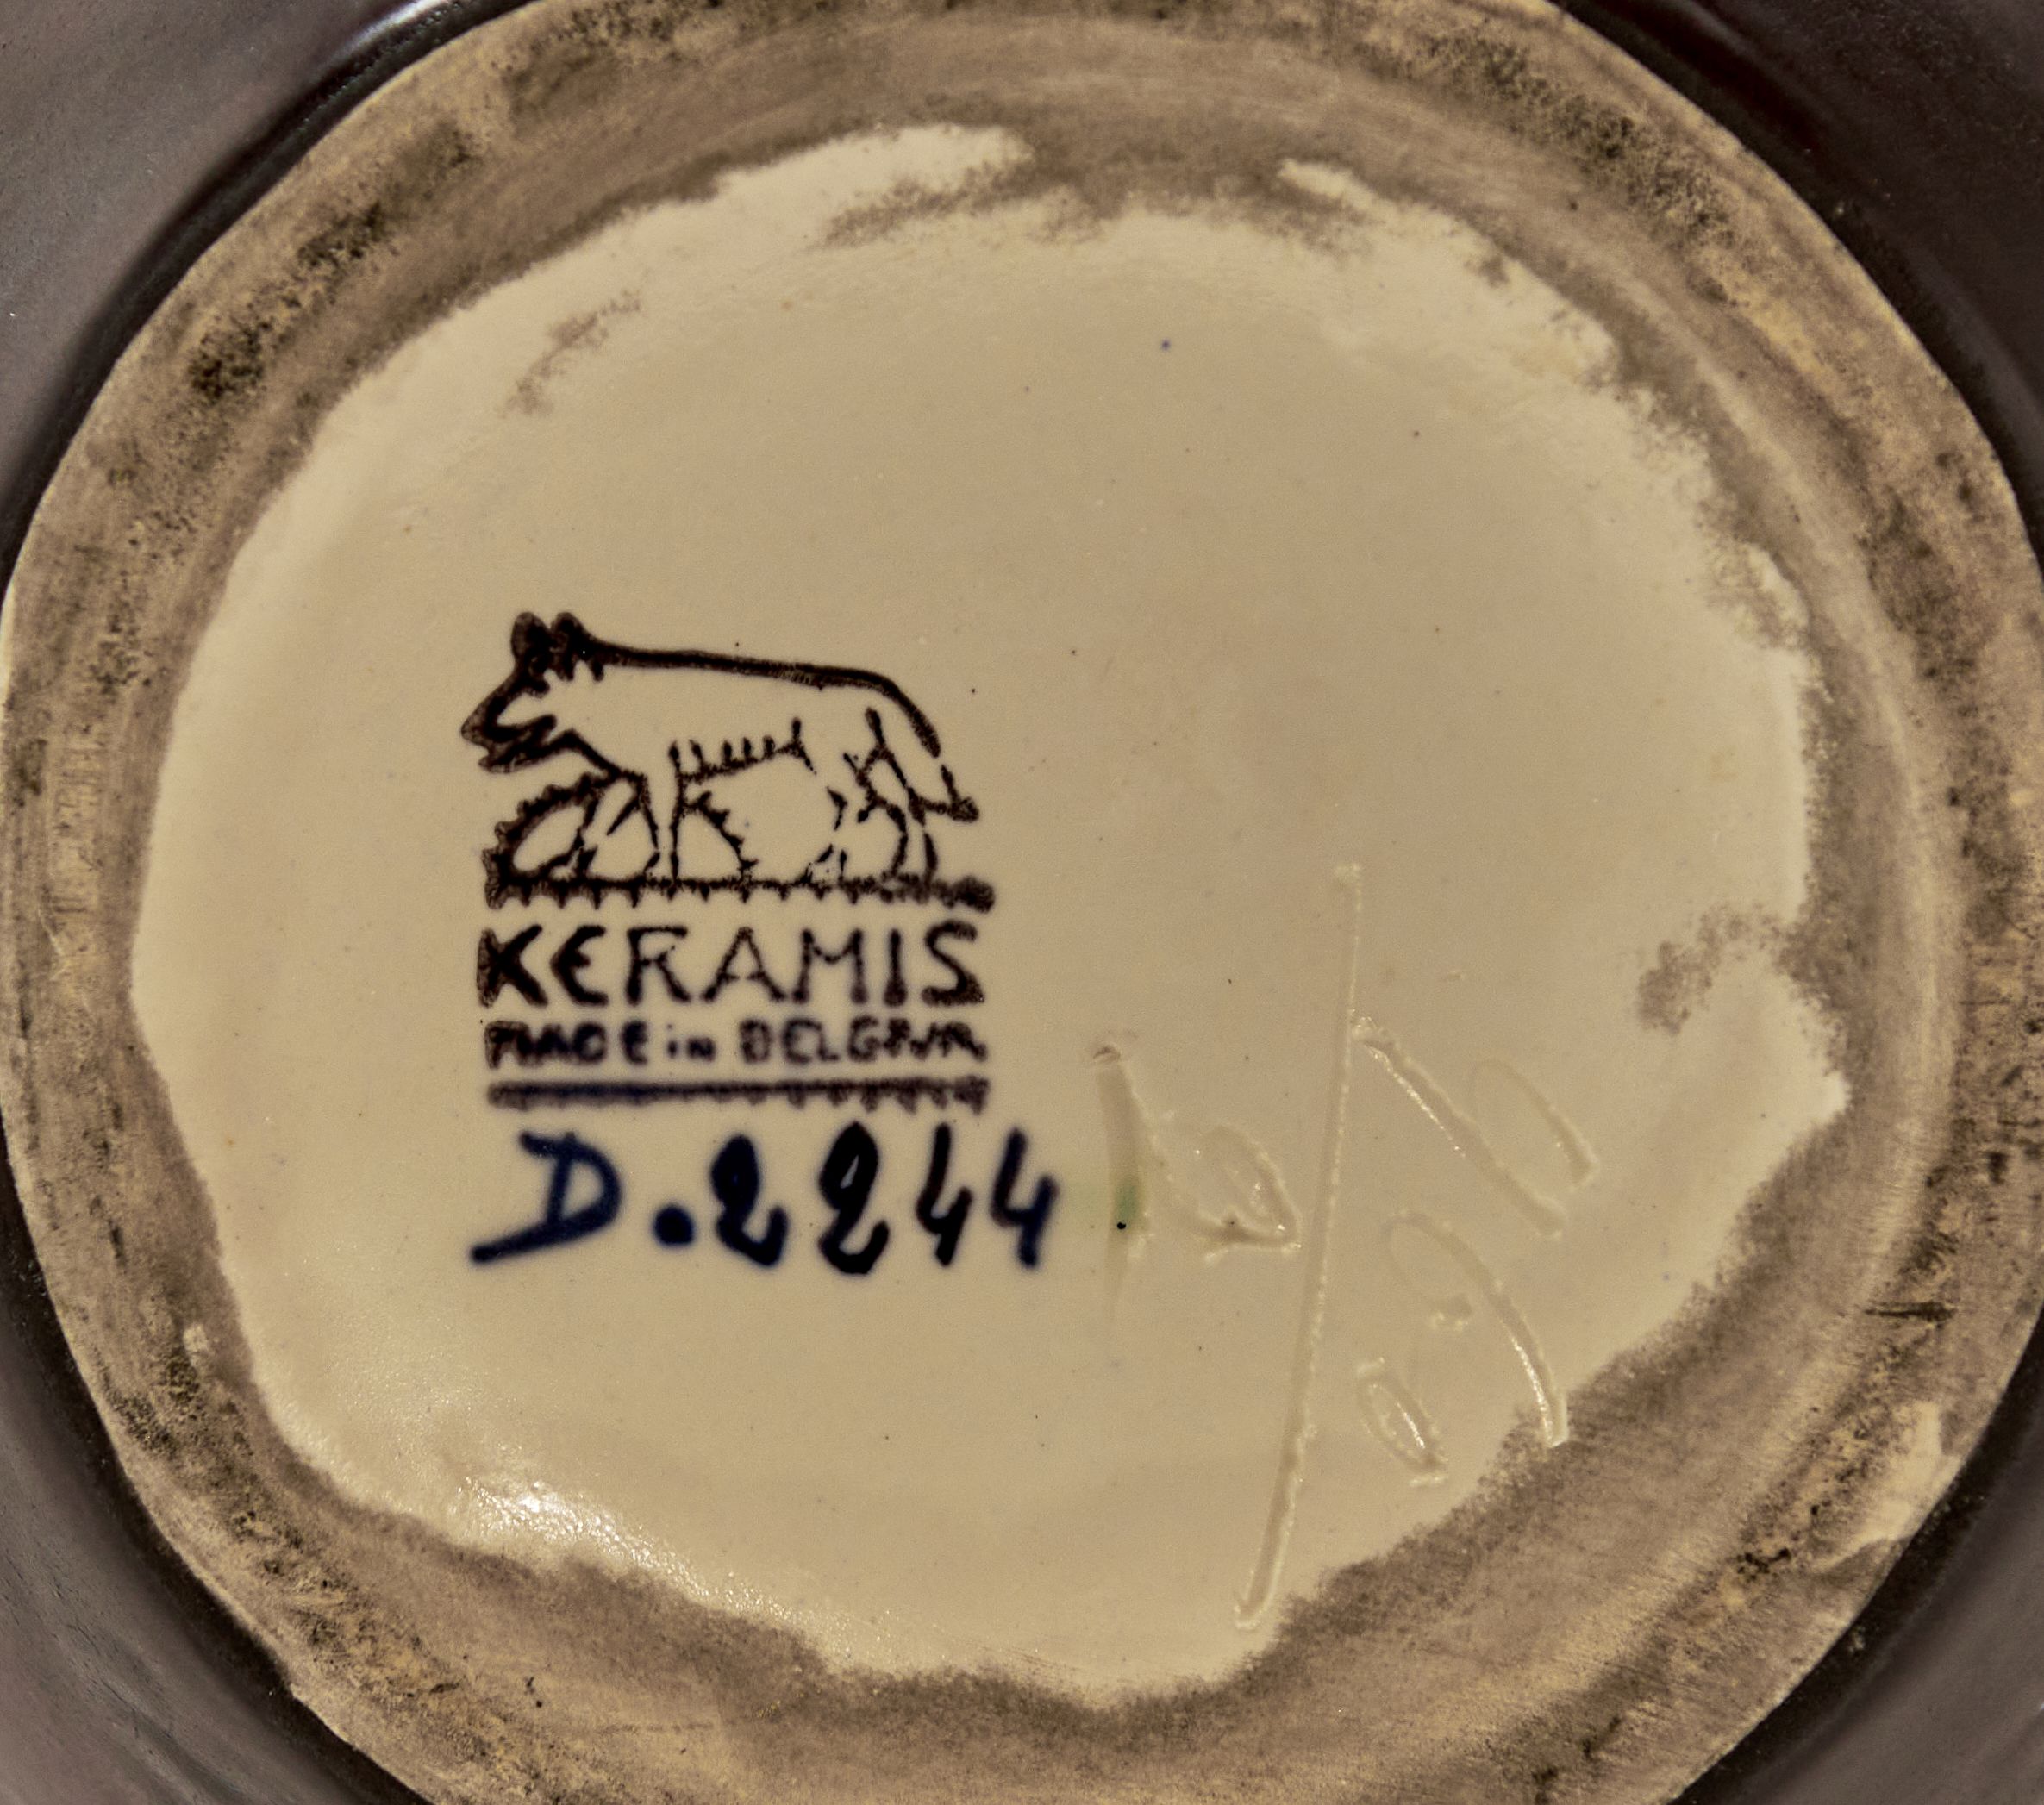 KERAMIS
MADE in BELGIUM
D.2244